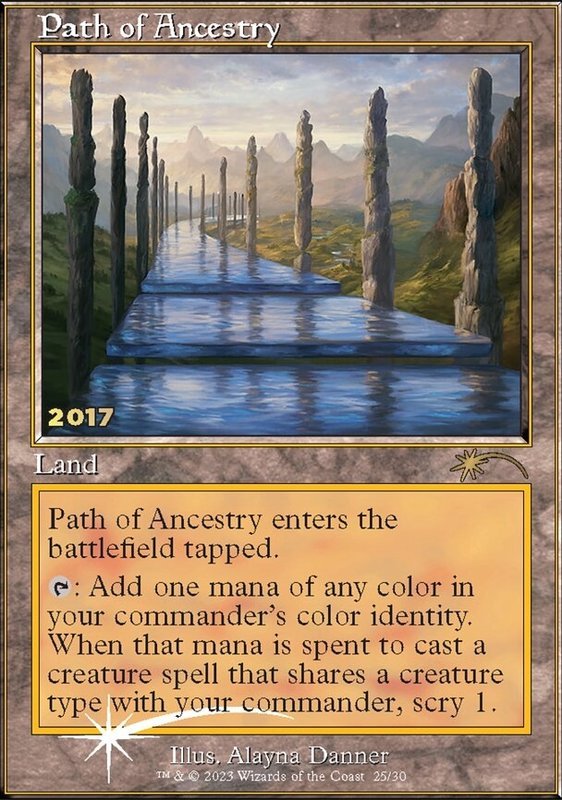 Path of Ancestry
2017
Land
Path of Ancestry enters the
battlefield tapped.
: Add one mana of any color in
your commander's color identity.
When that mana is spent to cast a
creature spell that shares a creature
type with your commander, scry 1.
Illus. Alayna Danner
™ & © 2023 Wizards of the Coast 25/30